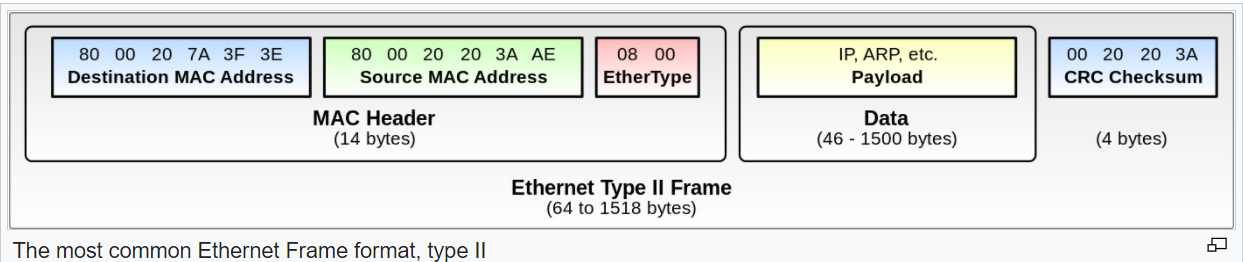 80 00 20 7A 3F 3E
Destination MAC Address
80 00 20 20 3A AE
Source MAC Address
08 00
EtherType
IP, ARP, etc.
Payload
00 20 20 3A
CRC Checksum
MAC Header
(14 bytes)
Data
(46 - 1500 bytes)
(4 bytes)
Ethernet Type II Frame
(64 to 1518 bytes)
The most common Ethernet Frame format, type II